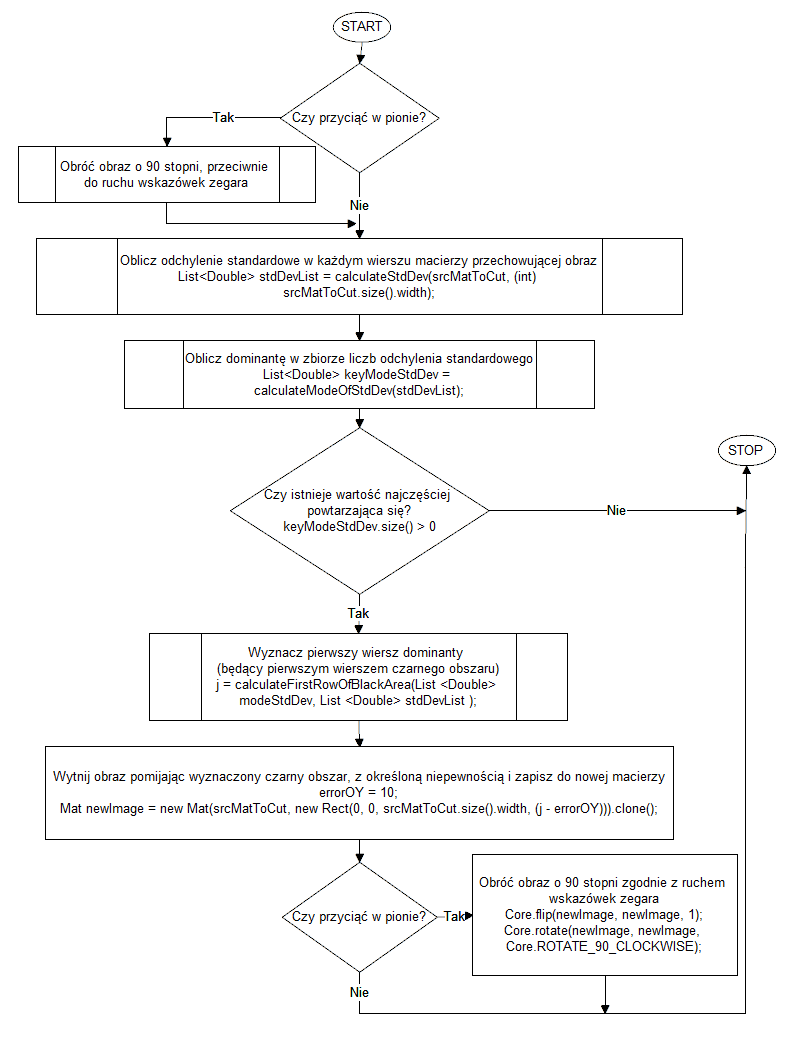 START
Czy przyciąć w pionie?
Tak
Obróć obraz o 90 stopni, przeciwnie
do ruchu wskazówek zegara
Nie
Oblicz odchylenie standardowe w każdym wierszu macierzy przechowującej obraz
List<Double> stdDevList = calculateStdDev(srcMatToCut, (int)
srcMatToCut.size().width);
Oblicz dominantę w zbiorze liczb odchylenia standardowego
List<Double> keyModeStdDev =
calculateModeOfStdDev(stdDevList);
STOP
Czy istnieje wartość najczęściej
powtarzająca się?
keyModeStdDev.size() > 0
Nie
Tak
Wyznacz pierwszy wiersz dominanty
(będący pierwszym wierszem czarnego obszaru)
j = calculateFirstRowOfBlackArea(List <Double>
modeStdDev, List <Double> stdDevList );
Wytnij obraz pomijając wyznaczony czarny obszar, z określoną niepewnością i zapisz do nowej macierzy
errorOY = 10;
Mat newImage = new Mat(srcMatToCut, new Rect(0, 0, srcMatToCut.size().width, (j - errorOY))).clone();
Czy przyciąć w pionie?
Tak
Obróć obraz o 90 stopni zgodnie z ruchem
wskazówek zegara
Core.flip(newImage, newImage, 1);
Core.rotate(newImage, newImage,
Core.ROTATE_90_CLOCKWISE);
Nie